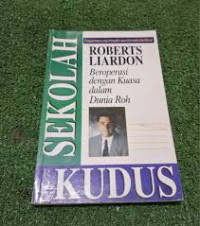 ROBERTS
LIARDON
Beroperasi
dengan Kuasa
dalam
Dunia Roh
SEKOLAH
KUDUS